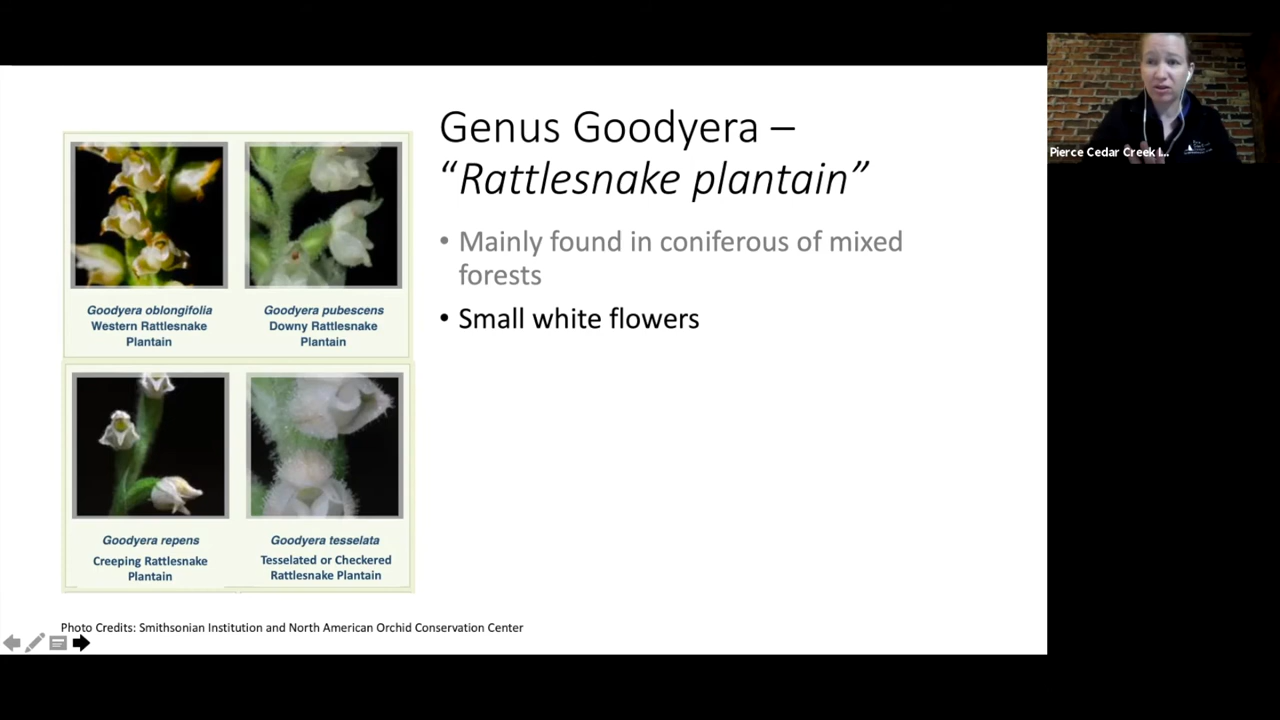 Genus Goodyera –
“Rattlesnake plantain”
• Mainly found in coniferous of mixed
forests
• Small white flowers
Goodyera oblongifolia
Western Rattlesnake
Plantain
Goodyera pubescens
Downy Rattlesnake
Plantain
Goodyera repens
Creeping Rattlesnake
Plantain
Goodyera tesselata
Tesselated or Checkered
Rattlesnake Plantain
Photo Credits: Smithsonian Institution and North American Orchid Conservation Center
Pierce Cedar Creek I...